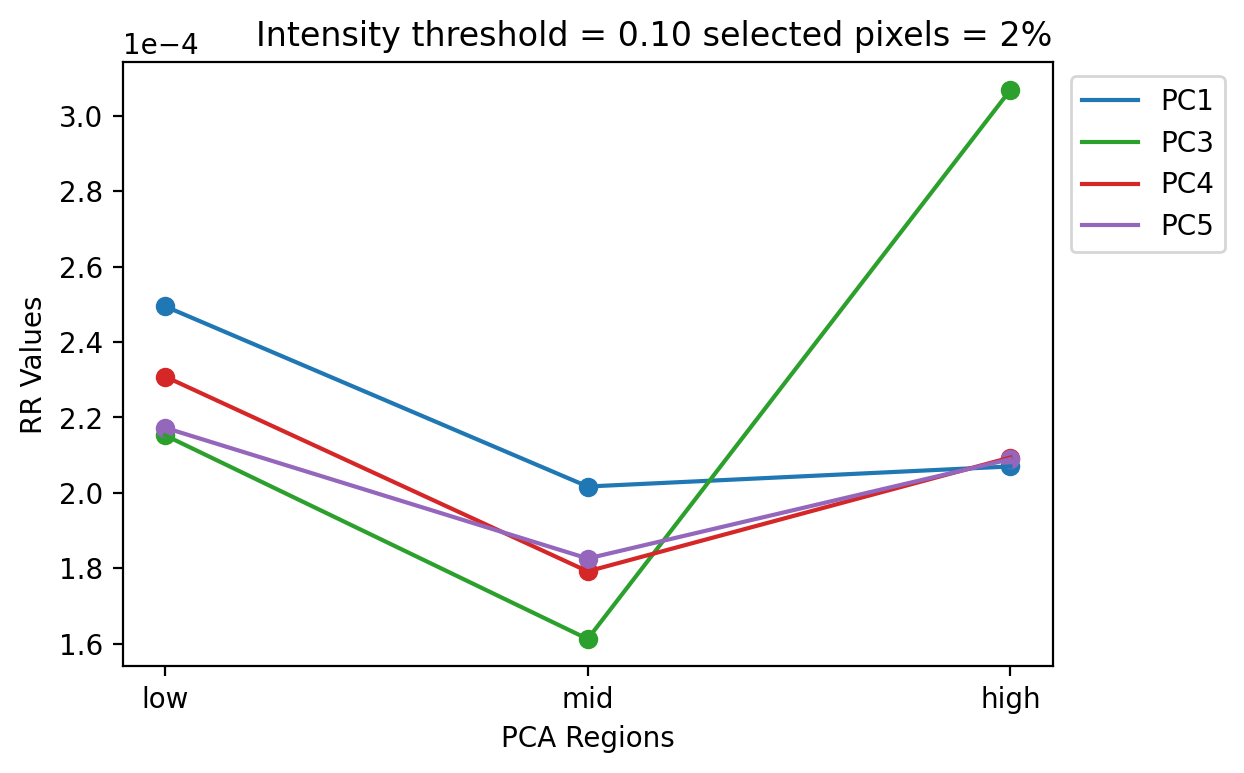 Intensity threshold = 0.10 selected pixels = 2%
1e−4
3.0
2.8
2.6
2.4
2.2
2.0
1.8
1.6
RR Values
low
mid
high
PCA Regions
PC1
PC3
PC4
PC5